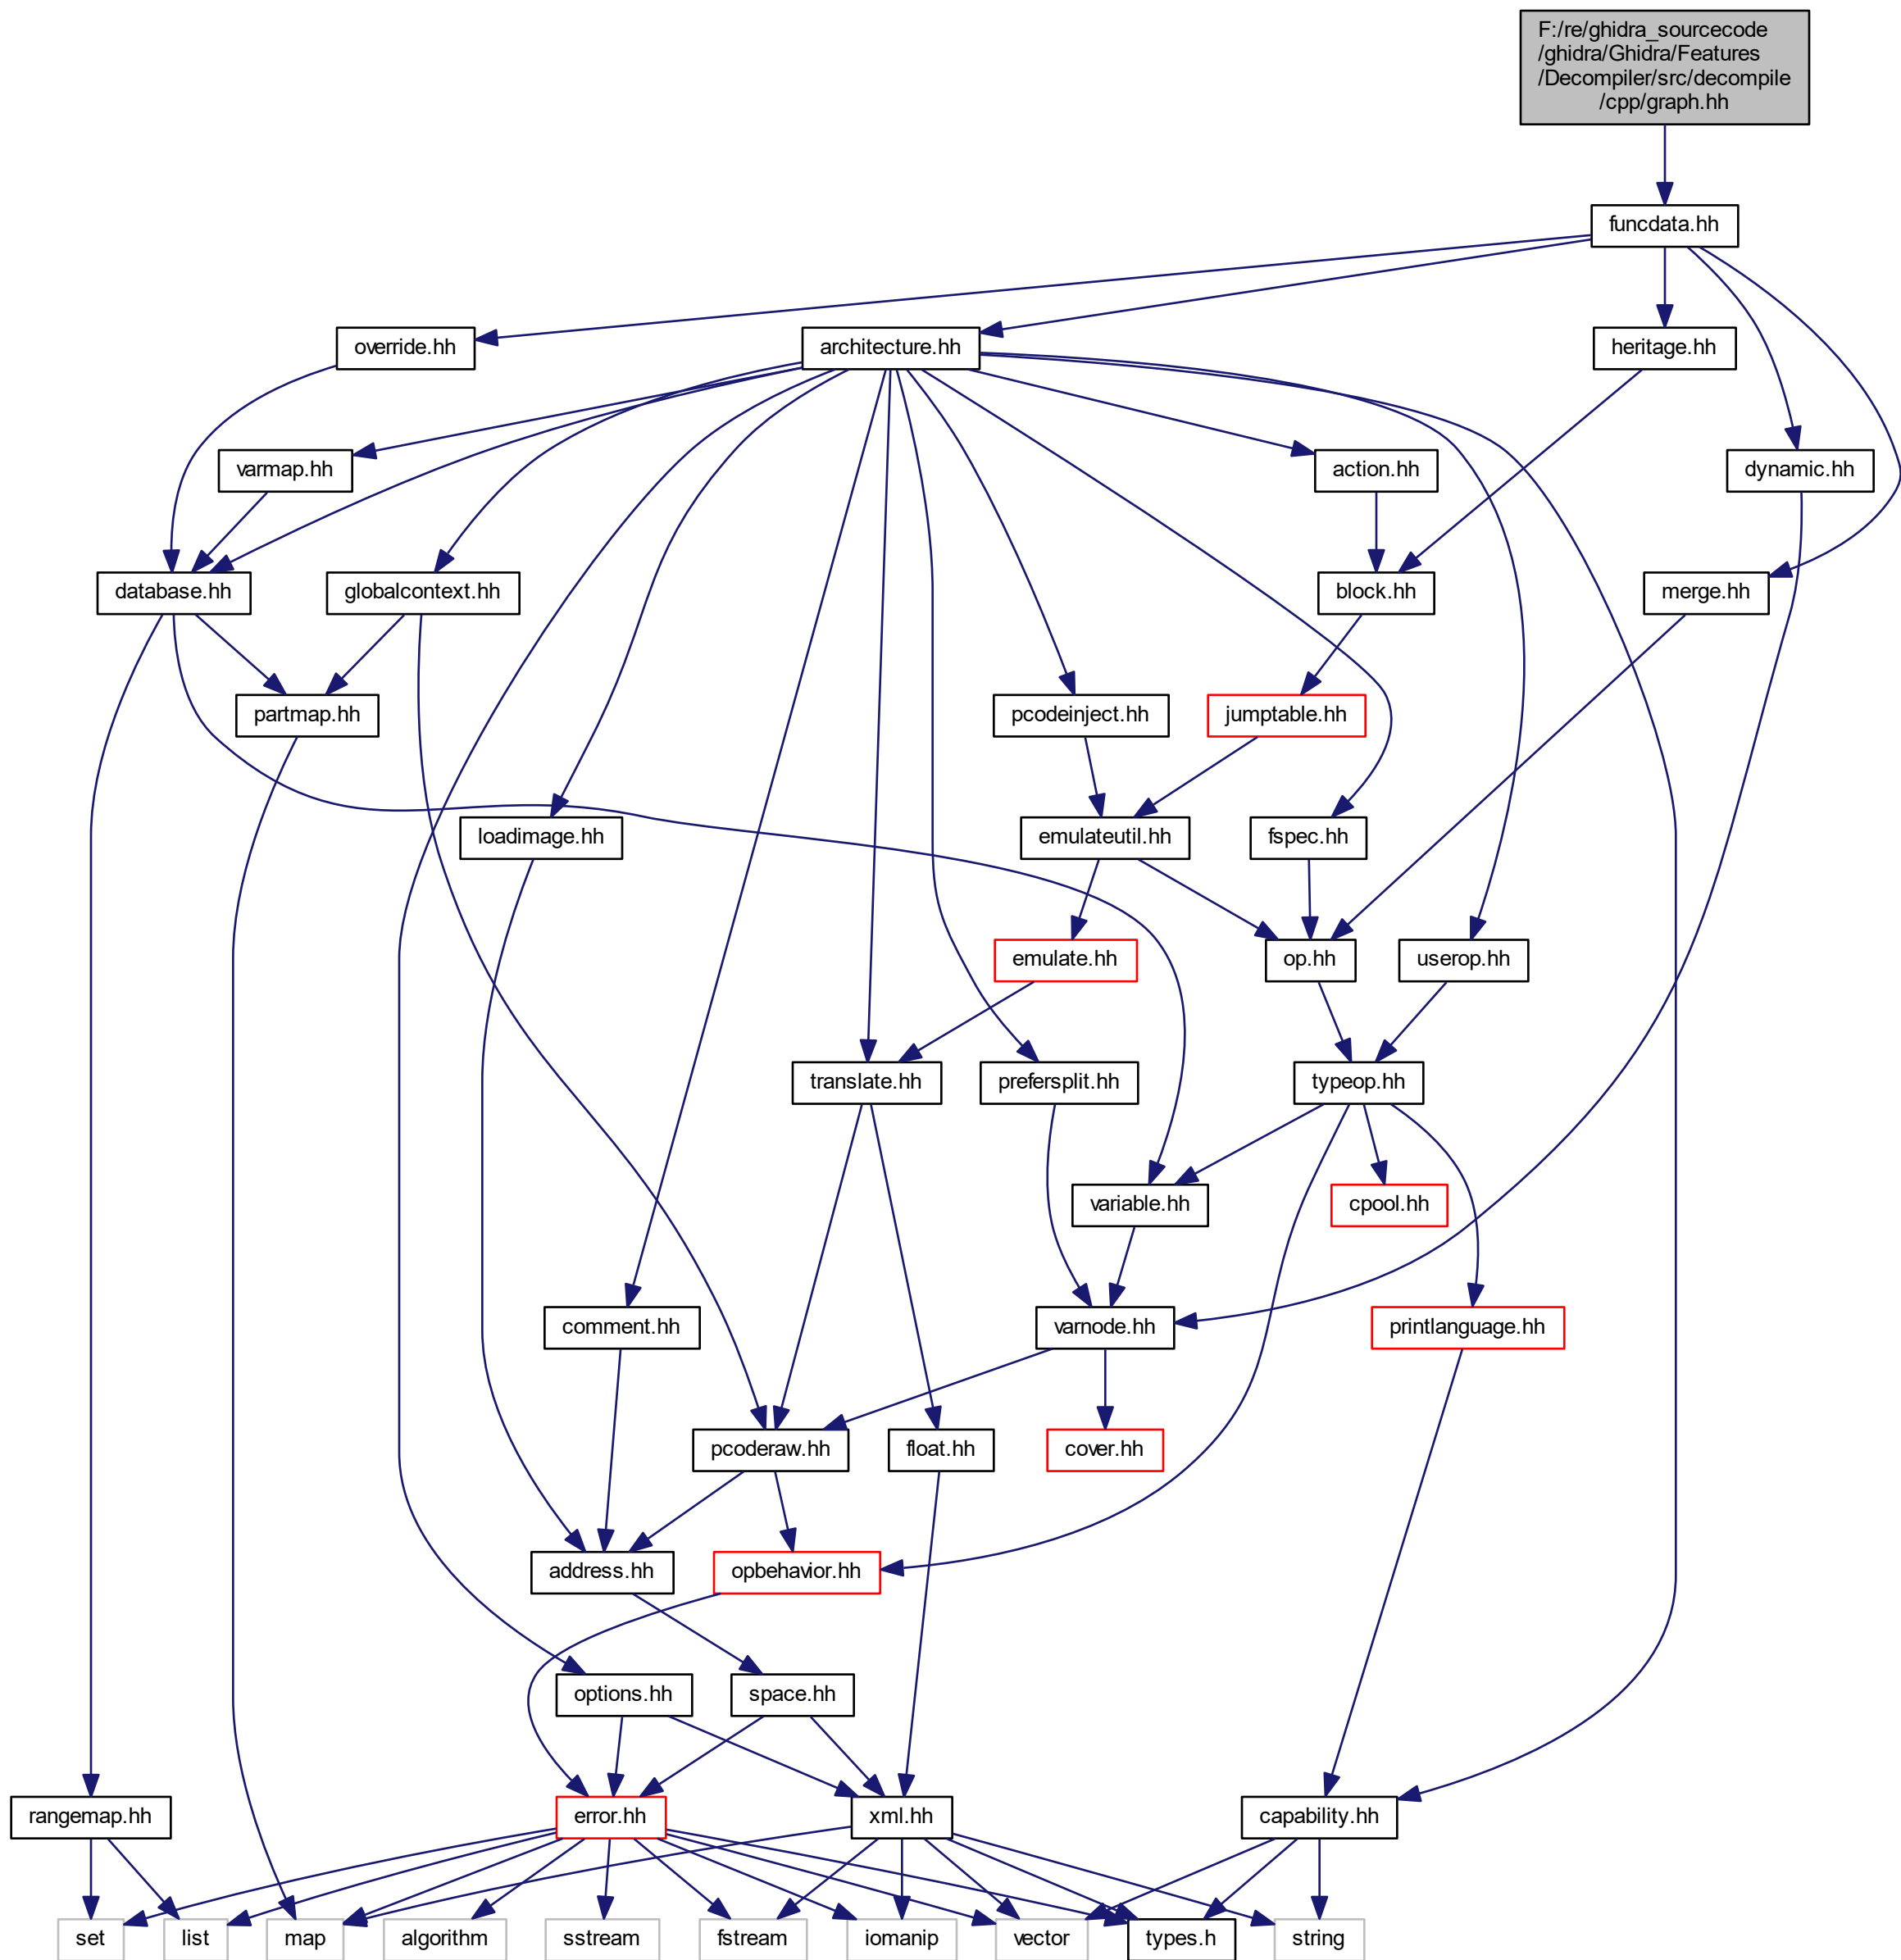 F:/re/ghidra_sourcecode
/ghidra/Ghidra/Features
/Decompiler/src/decompile
/cpp/graph.hh
funcdata.hh
override.hh
architecture.hh
heritage.hh
varmap.hh
action.hh
dynamic.hh
database.hh
globalcontext.hh
block.hh
merge.hh
partmap.hh
pcodeinject.hh
jumptable.hh
loadimage.hh
emulateutil.hh
fspec.hh
emulate.hh
op.hh
userop.hh
translate.hh
prefersplit.hh
typeop.hh
variable.hh
cpool.hh
comment.hh
varnode.hh
printlanguage.hh
pcoderaw.hh
float.hh
cover.hh
address.hh
opbehavior.hh
options.hh
space.hh
rangemap.hh
error.hh
xml.hh
capability.hh
set
list
map
algorithm
sstream
fstream
iomanip
vector
types.h
string